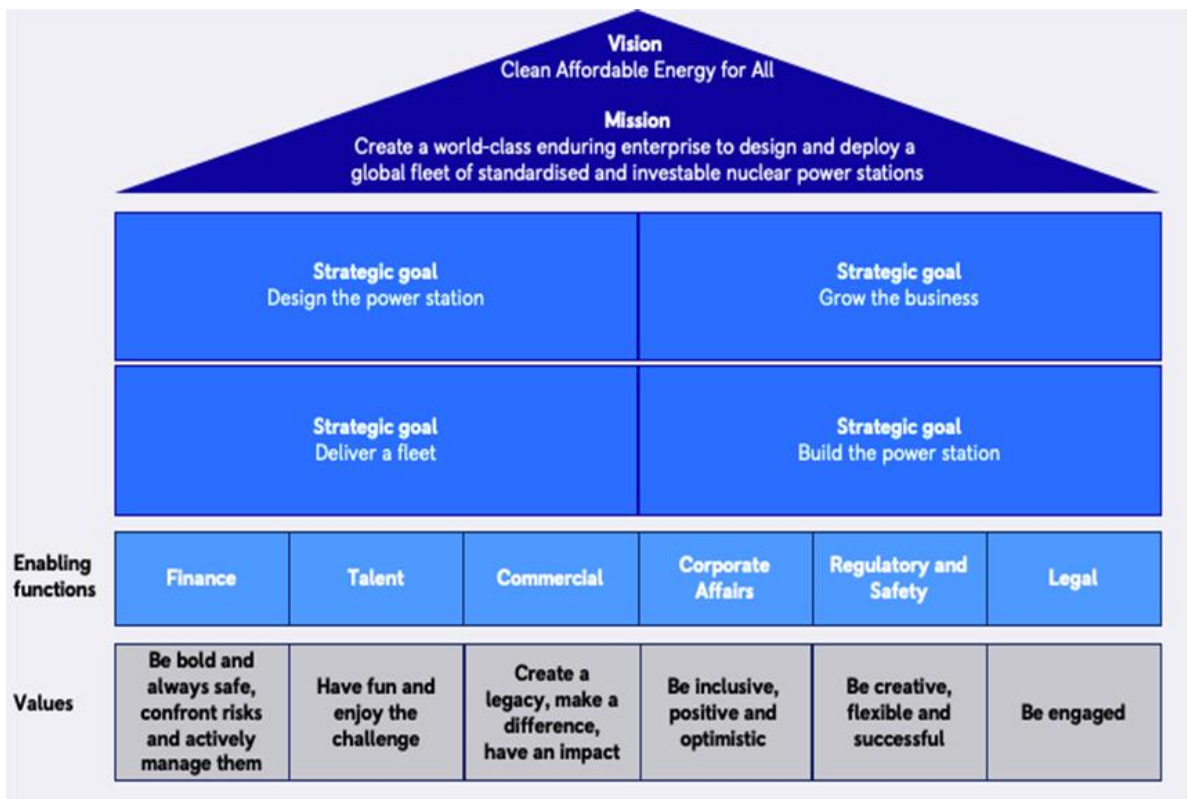 Vision
Clean Affordable Energy for All
Mission
Create a world-class enduring enterprise to design and deploy a
global fleet of standardised and investable nuclear power stations
Strategic goal
Design the power station
Strategic goal
Grow the business
Strategic goal
Deliver a fleet
Strategic goal
Build the power station
Enabling
functions
Finance
Talent
Commercial
Corporate
Affairs
Regulatory and
Safety
Legal
Values
Be bold and
always safe,
confront risks
and actively
manage them
Have fun and
enjoy the
challenge
Create a
legacy, make a
difference,
have an impact
Be inclusive,
positive and
optimistic
Be creative,
flexible and
successful
Be engaged